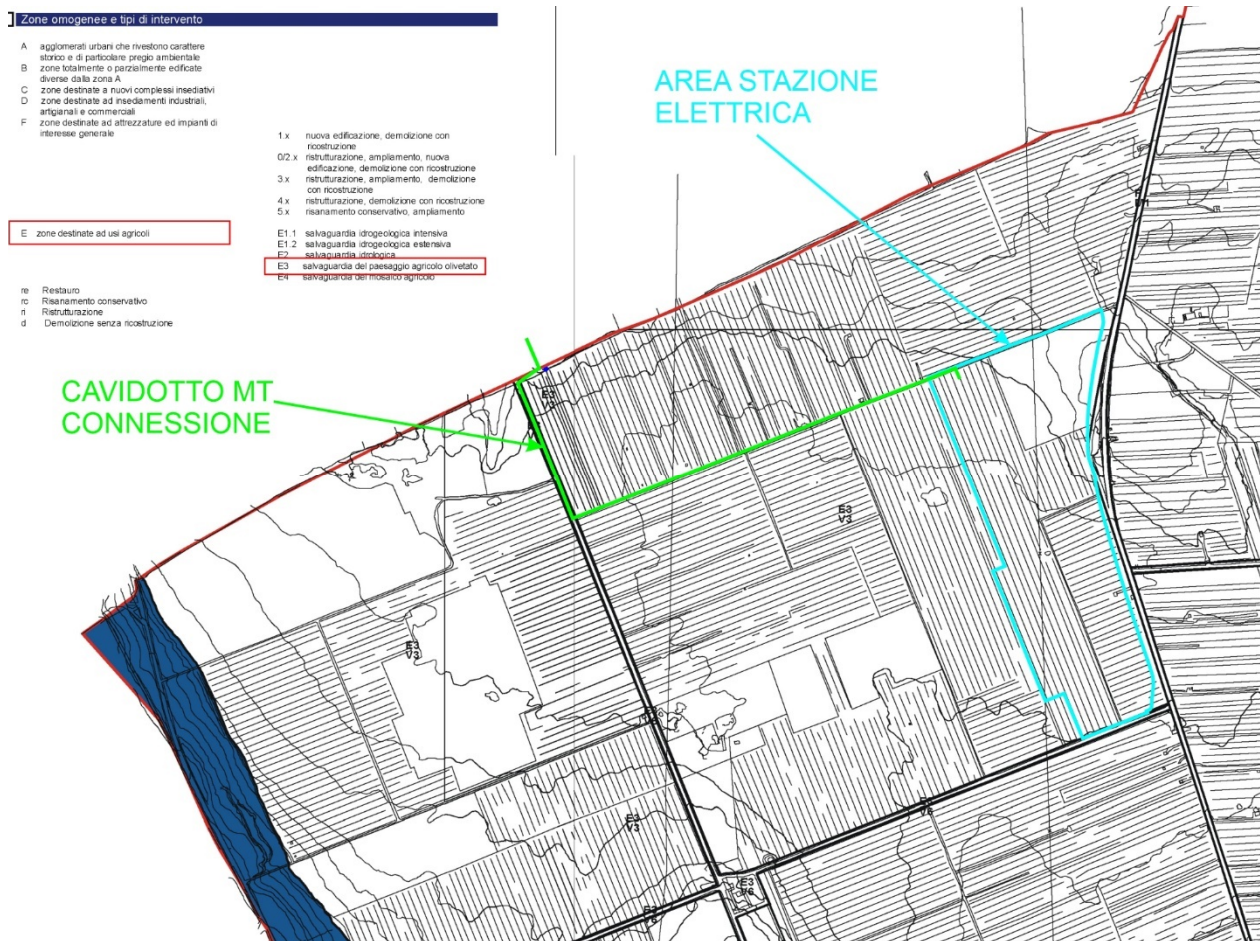 Zone omogenee e tipi di intervento
A agglomerati urbani che rivestono carattere
storico e di particolare pregio ambientale
B zone totalmente o parzialmente edificate
diverse dalla zona A
C zone destinate a nuovi complessi insediativi
D zone destinate ad insediamenti industriali,
artigianali e commerciali
F zone destinate ad attrezzature ed impianti di
interesse generale
1.x nuova edificazione, demolizione con
ricostruzione
0/2.x ristrutturazione, ampliamento, nuova
edificazione, demolizione con ricostruzione
3.x ristrutturazione, ampliamento, demolizione
con ricostruzione
4.x ristrutturazione, demolizione con ricostruzione
5.x risanamento conservativo, ampliamento
E zone destinate ad usi agricoli
E1.1 salvaguardia idrogeologica intensiva
E1.2 salvaguardia idrogeologica estensiva
E2 salvaguardia idrologica
E3 salvaguardia del paesaggio agricolo olivetato
E4 salvaguardia del mosaico agricolo
re Restauro
rc Risanamento conservativo
ri Ristrutturazione
d Demolizione senza ricostruzione
AREA STAZIONE
ELETTRICA
CAVIDOTTO MT
CONNESSIONE
E3
V3
E3
V3
E3
V3
E3
V3
E3
V6